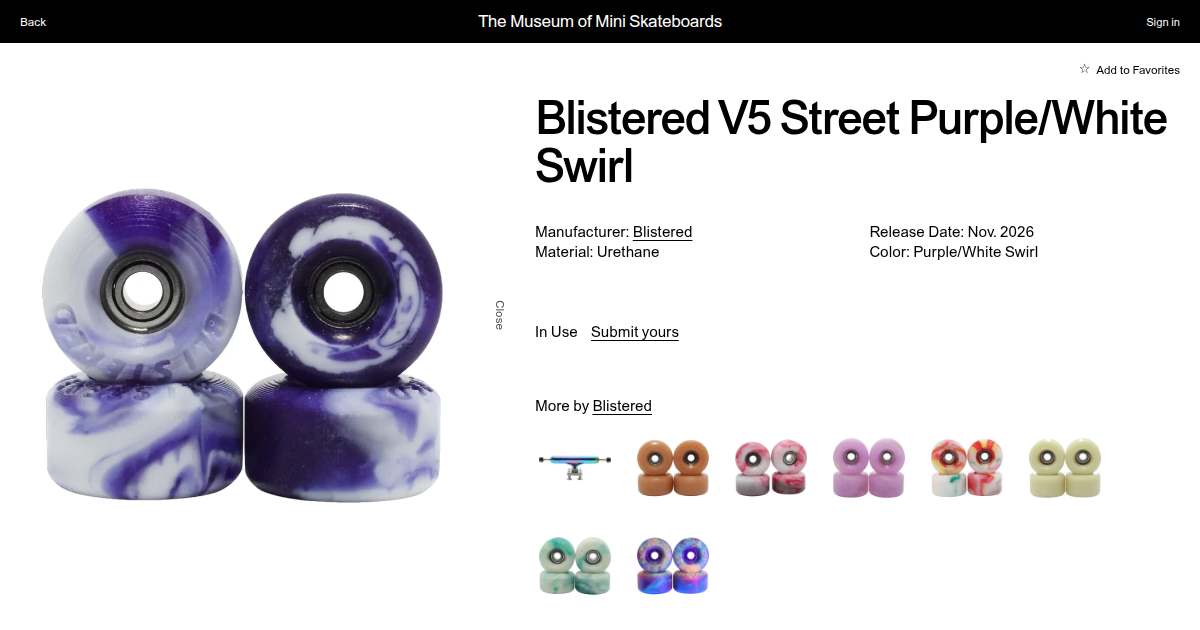 Back
The Museum of Mini Skateboards
Sign in
☆ Add to Favorites
Blistered V5 Street Purple/White
Swirl
Manufacturer: Blistered
Release Date: Nov. 2026
Material: Urethane
Color: Purple/White Swirl
Close
In Use Submit yours
More by Blistered